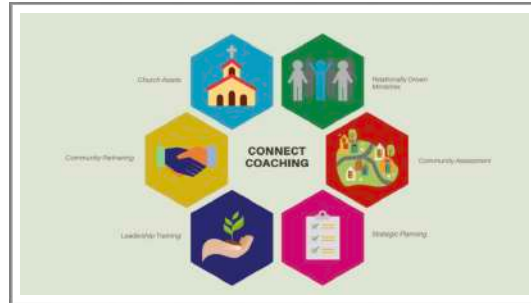 Church Assets
Relationally Driven
Ministries
Community Partnering
CONNECT
COACHING
Community Assessment
Leadership Training
Strategic Planning